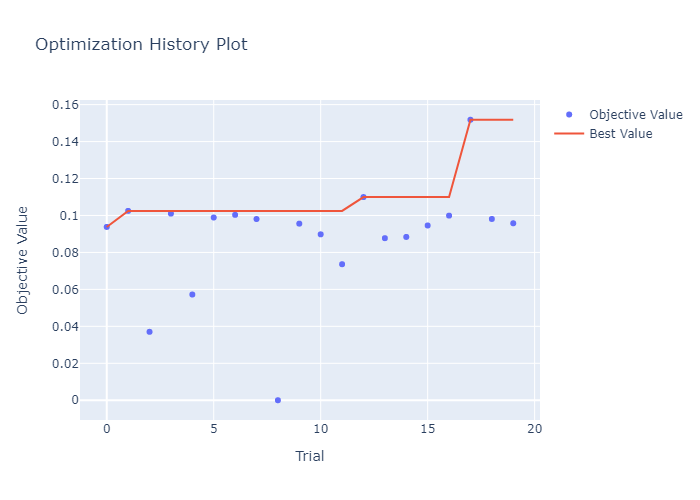 Optimization History Plot
0.16
0.14
0.12
0.1
0.08
0.06
0.04
0.02
0
0 5 10 15 20
Trial
Objective Value
Objective Value
Best Value